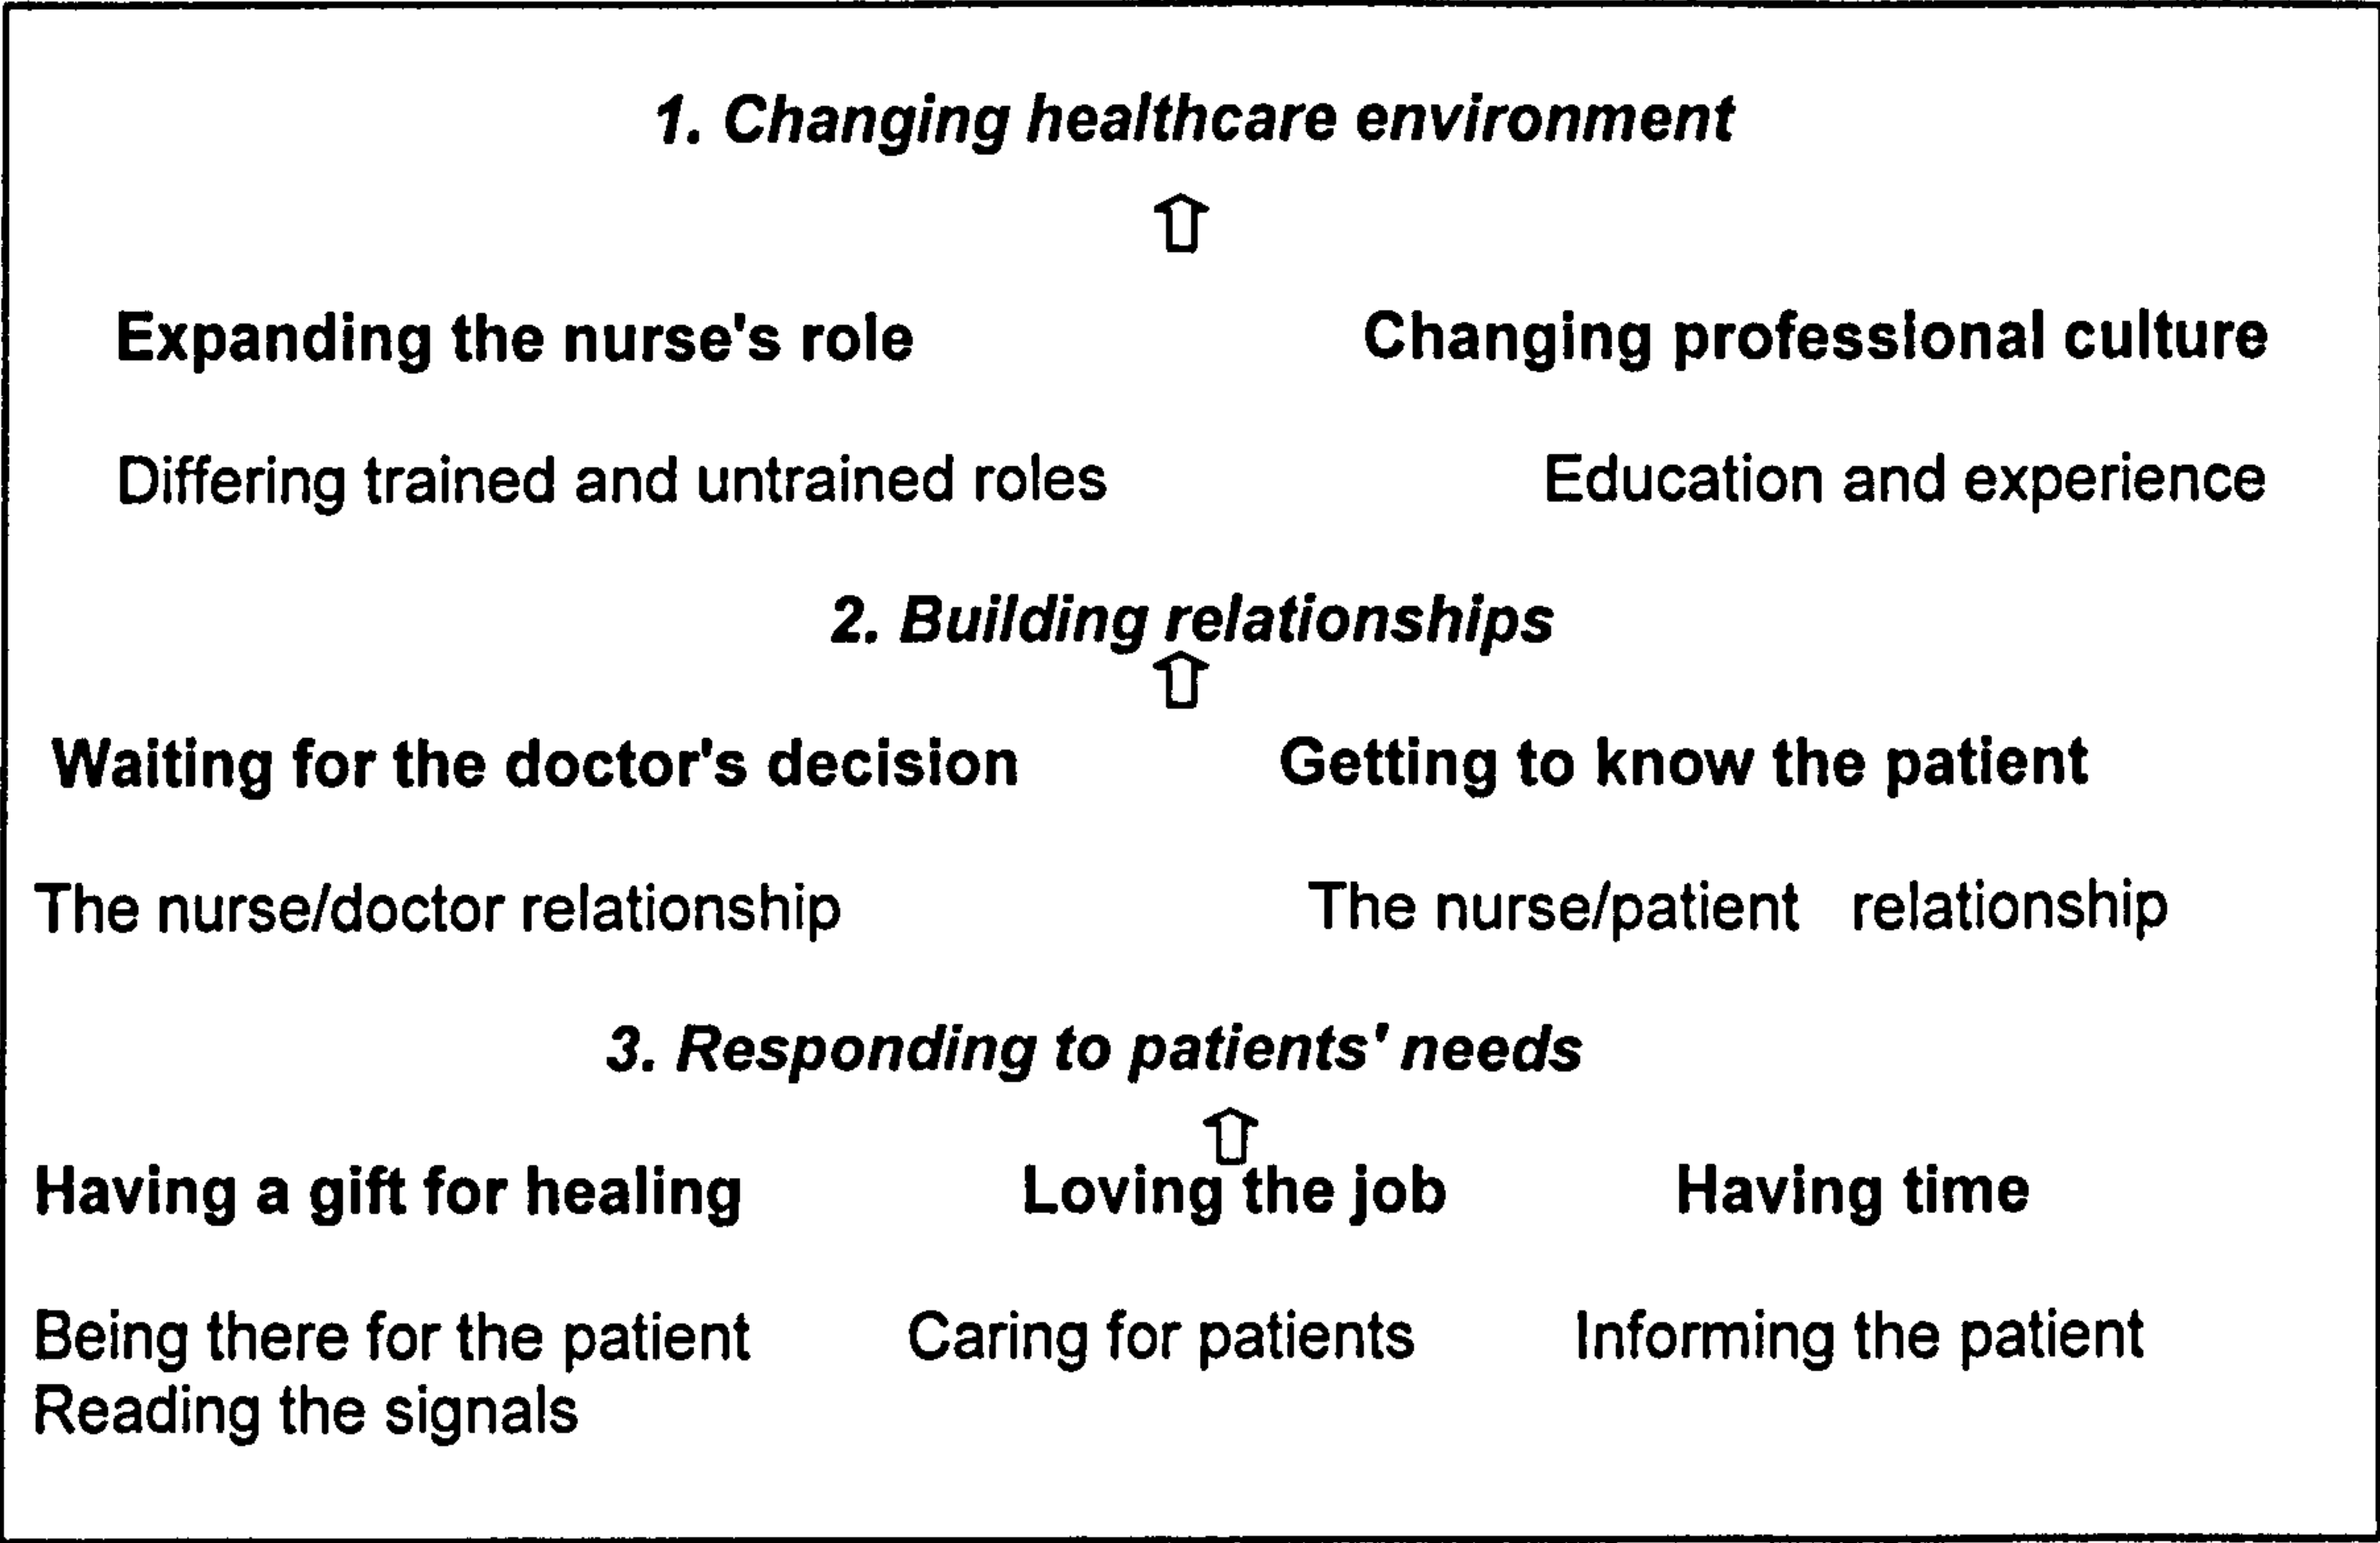 1. Changing healthcare environment
Expanding the nurse's role Changing professional culture
Differing trained and untrained roles Education and experience
2. Building relationships
Waiting for the doctor's decision Getting to know the patient
The nurse/doctor relationship The nurse/patient relationship
3. Responding to patients' needs
Having a gift for healing Loving the job Having time
Being there for the patient Caring for patients Informing the patient
Reading the signals